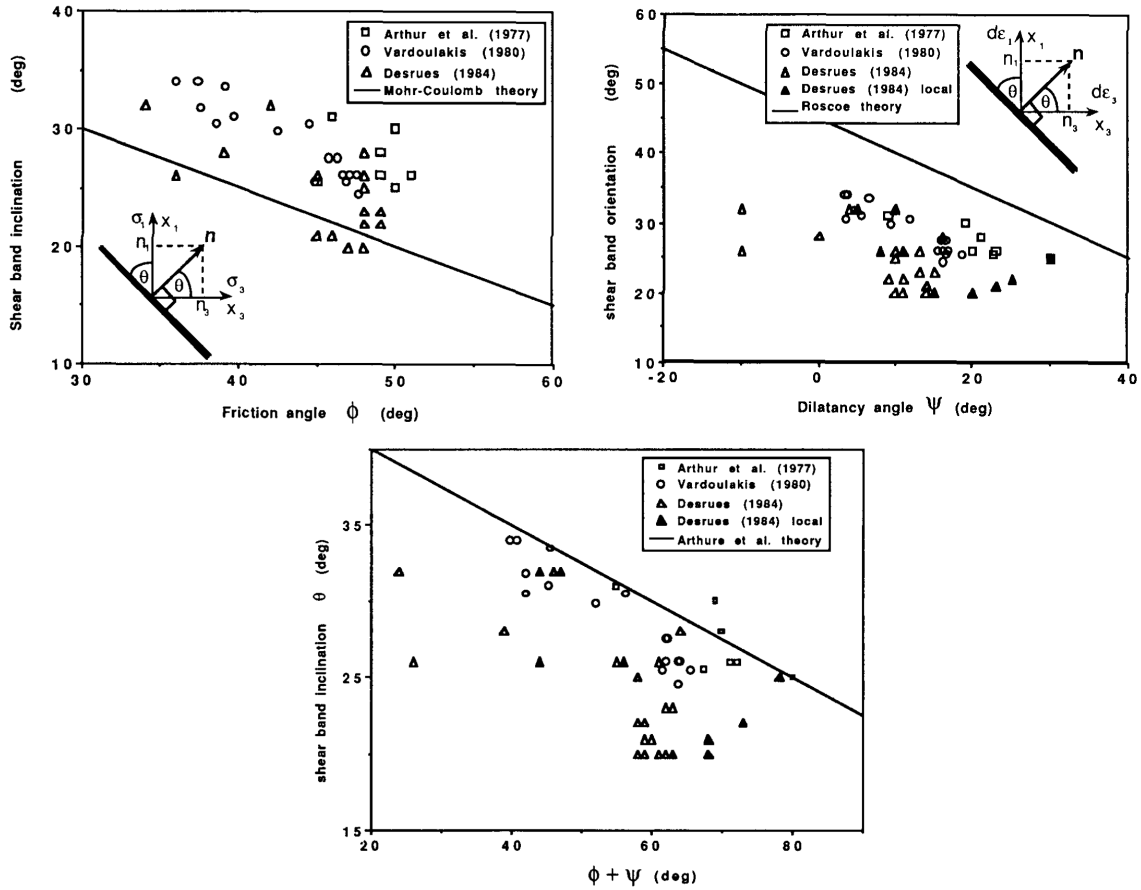 Shear band inclination (deg)
40
30
20
10
30
40
50
60
Friction angle ϕ (deg)
Arthur et al. (1977)
Vardoulakis (1980)
Desrues (1984)
Mohr-Coulomb theory
σ1
x1
n1
n
θ
θ
σ3
n3
x3
shear band orientation (deg)
60
50
40
30
20
10
-20
0
20
40
Dilatancy angle ψ (deg)
Arthur et al. (1977)
Vardoulakis (1980)
Desrues (1984)
Desrues (1984) local
Roscoe theory
dε1
x1
n1
n
θ
θ
dε3
n3
x3
shear band inclination θ (deg)
35
25
15
20
40
60
80
ϕ + ψ (deg)
Arthur et al. (1977)
Vardoulakis (1980)
Desrues (1984)
Desrues (1984) local
Arthure et al. theory